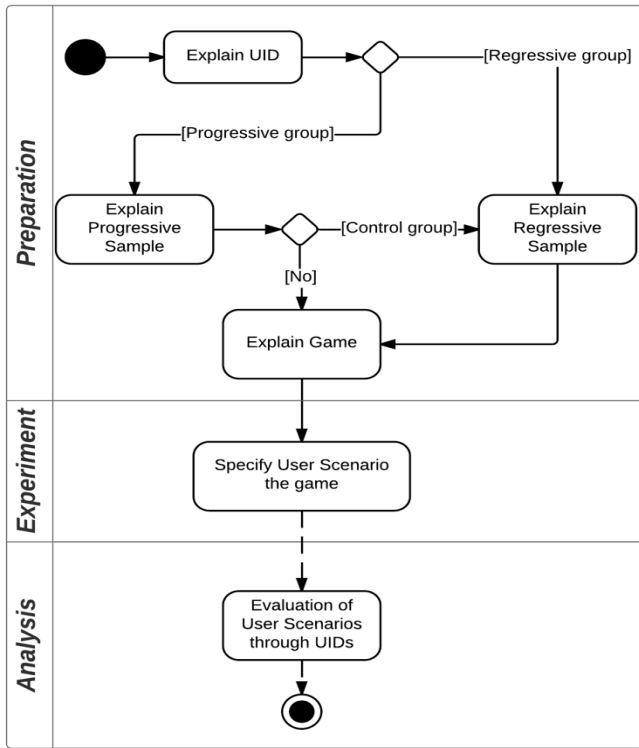 Preparation
Explain UID
[Regressive group]
[Progressive group]
Explain
Progressive
Sample
[Control group]
Explain
Regressive
Sample
[No]
Explain Game
Experiment
Specify User Scenario
the game
Analysis
Evaluation of
User Scenarios
through UIDs